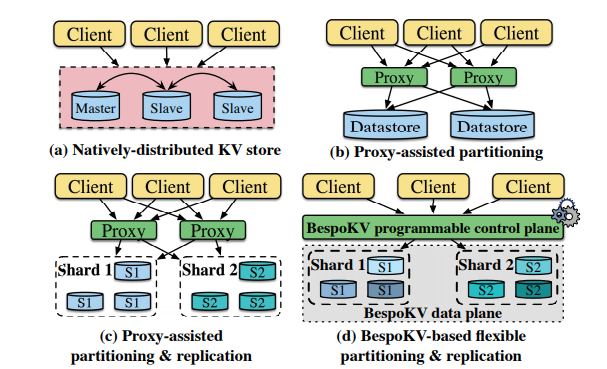 Client Client Client
Master Slave Slave
(a) Natively-distributed KV store
Client Client Client
Proxy Proxy
Datastore Datastore
(b) Proxy-assisted partitioning
Client Client Client
Proxy Proxy
Shard 1 S1 Shard 2 S2
S1 S1 S2 S2
(c) Proxy-assisted
partitioning & replication
Client Client Client
BespoKV programmable control plane
Shard 1 S1 Shard 2 S2
S1 S1 S2 S2
BespoKV data plane
(d) BespoKV-based flexible
partitioning & replication